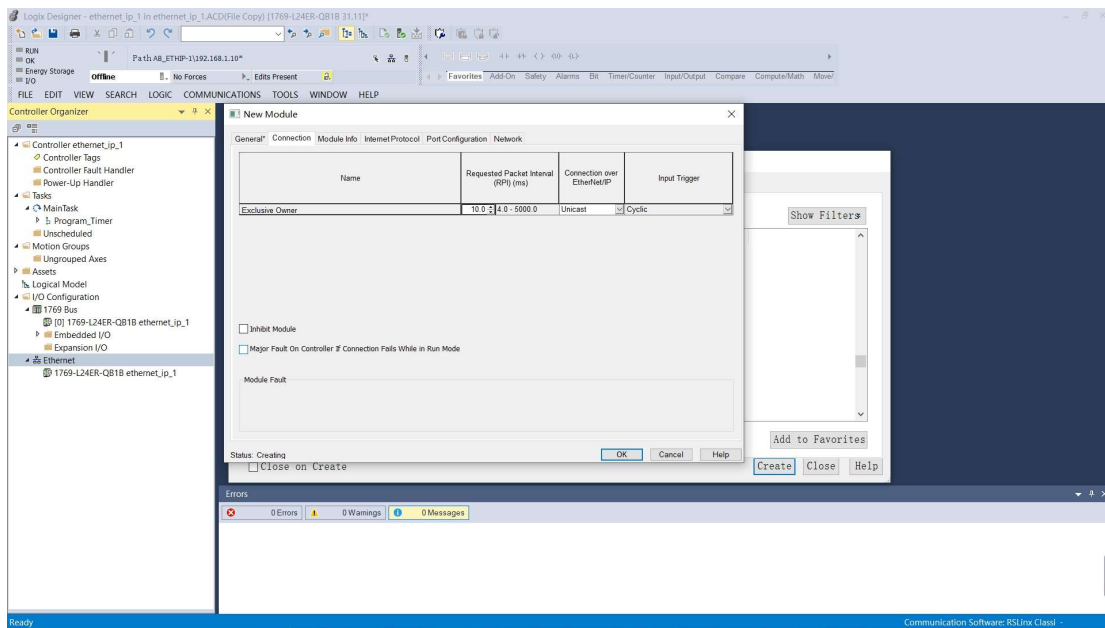 Logix Designer - ethernet_ip_1 in ethernet_ip_1.ACD(File Copy) [1769-L24ER-QB1B 31.11]*
RUN
OK
Energy Storage
I/O
Path AB_ETHIP-1\192.168.1.10*
Offline
No Forces
Edits Present
Favorites Add-On Safety Alarms Bit Timer/Counter Input/Output Compare Compute/Math Move/
FILE EDIT VIEW SEARCH LOGIC COMMUNICATIONS TOOLS WINDOW HELP
Controller Organizer
Controller ethernet_ip_1
Controller Tags
Controller Fault Handler
Power-Up Handler
Tasks
MainTask
Program_Timer
Unscheduled
Motion Groups
Ungrouped Axes
Assets
Logical Model
I/O Configuration
1769 Bus
[0] 1769-L24ER-QB1B ethernet_ip_1
Embedded I/O
Expansion I/O
Ethernet
1769-L24ER-QB1B ethernet_ip_1
New Module
General* Connection Module Info Internet Protocol Port Configuration Network
Name
Requested Packet Interval
(RPI) (ms)
Connection over
EtherNet/IP
Input Trigger
Exclusive Owner
10.0
4.0 - 5000.0
Unicast
Cyclic
Inhibit Module
Major Fault On Controller If Connection Fails While in Run Mode
Module Fault
Status: Creating
OK
Cancel
Help
Show Filters
Add to Favorites
Close on Create
Create
Close
Help
Errors
0 Errors
0 Warnings
0 Messages
Ready
Communication Software: RSLinx Classi -